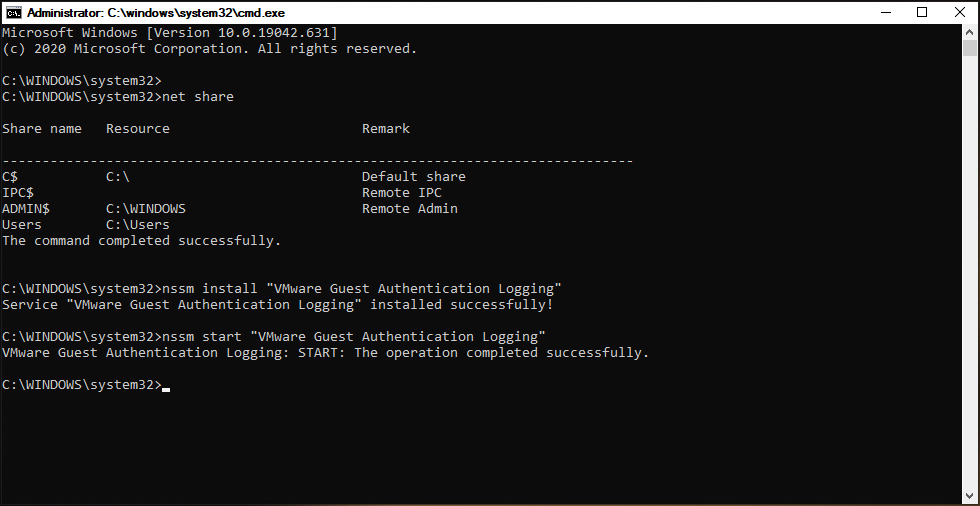 Administrator: C:\windows\system32\cmd.exe
Microsoft Windows [Version 10.0.19042.631]
(c) 2020 Microsoft Corporation. All rights reserved.
C:\WINDOWS\system32>
C:\WINDOWS\system32>net share
Share name   Resource                        Remark
-------------------------------------------------------------------------------
C$           C:\                             Default share
IPC$                                         Remote IPC
ADMIN$       C:\WINDOWS                      Remote Admin
Users        C:\Users
The command completed successfully.
C:\WINDOWS\system32>nssm install "VMware Guest Authentication Logging"
Service "VMware Guest Authentication Logging" installed successfully!
C:\WINDOWS\system32>nssm start "VMware Guest Authentication Logging"
VMware Guest Authentication Logging: START: The operation completed successfully.
C:\WINDOWS\system32>